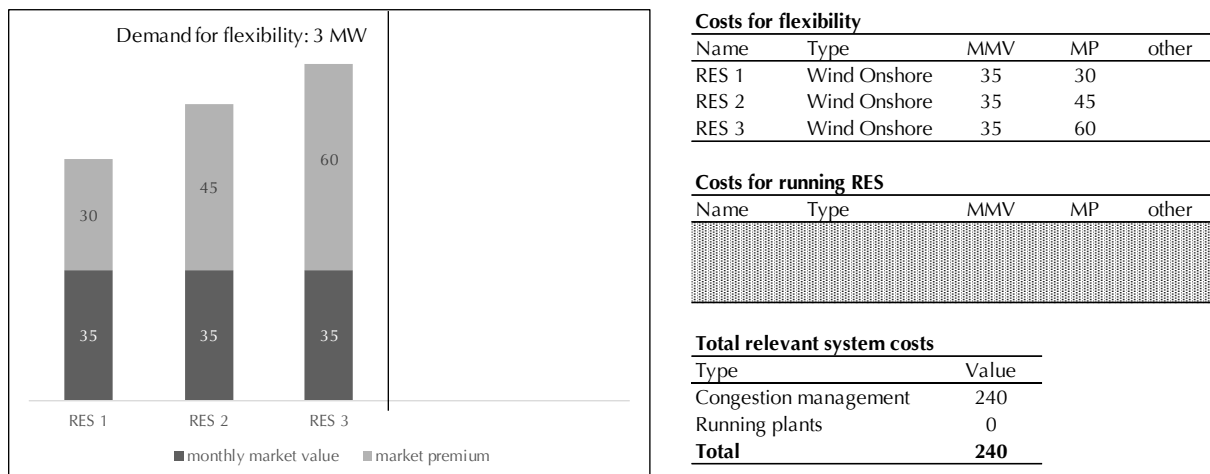 Demand for flexibility: 3 MW
60
45
30
35 35 35
RES 1 RES 2 RES 3
monthly market value market premium
Costs for flexibility
Name Type MMV MP other
RES 1 Wind Onshore 35 30
RES 2 Wind Onshore 35 45
RES 3 Wind Onshore 35 60
Costs for running RES
Name Type MMV MP other
Total relevant system costs
Type Value
Congestion management 240
Running plants 0
Total 240